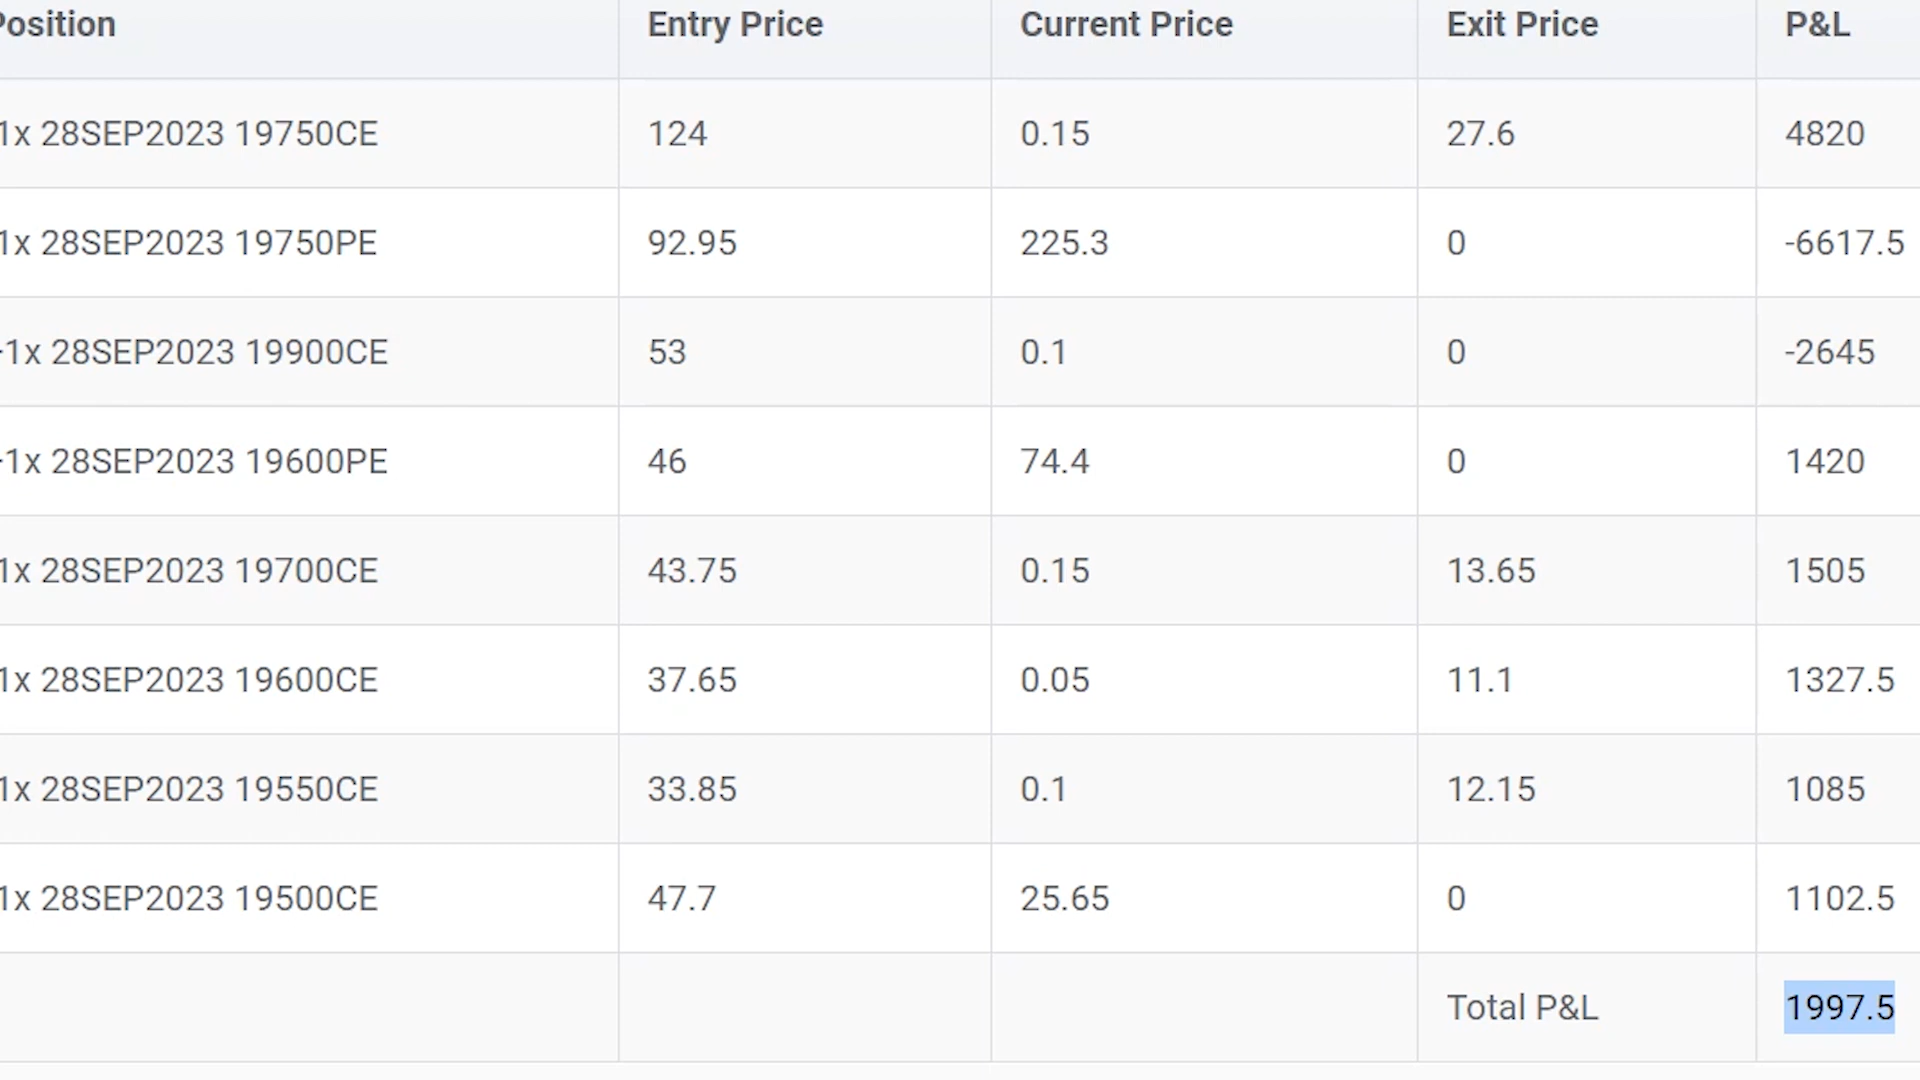 Position Entry Price Current Price Exit Price P&L
1x 28SEP2023 19750CE 124 0.15 27.6 4820
1x 28SEP2023 19750PE 92.95 225.3 0 -6617.5
+1x 28SEP2023 19900CE 53 0.1 0 -2645
+1x 28SEP2023 19600PE 46 74.4 0 1420
1x 28SEP2023 19700CE 43.75 0.15 13.65 1505
1x 28SEP2023 19600CE 37.65 0.05 11.1 1327.5
1x 28SEP2023 19550CE 33.85 0.1 12.15 1085
1x 28SEP2023 19500CE 47.7 25.65 0 1102.5
Total P&L 1997.5